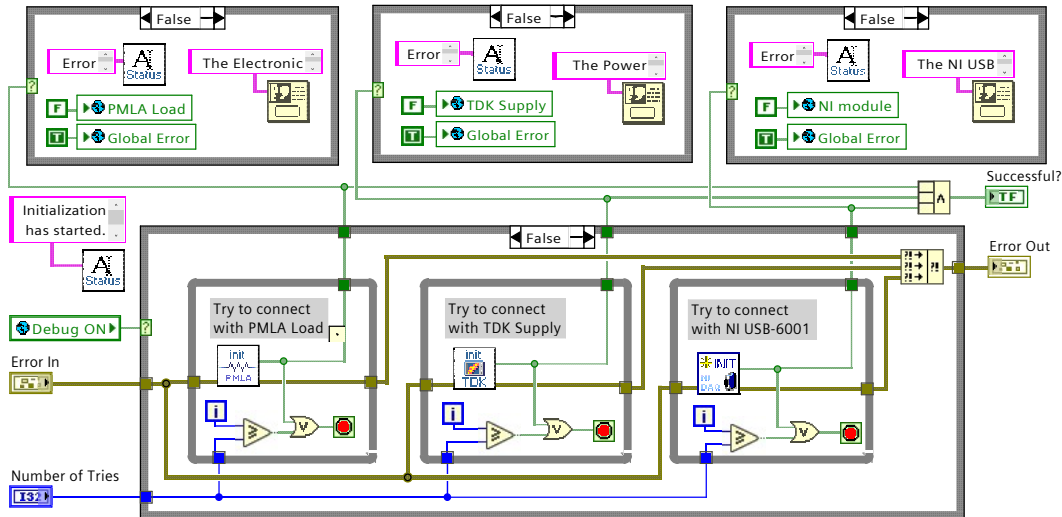 False
False
False
Error
Status
The Electronic
F
PMLA Load
T
Global Error
?
Error
Status
The Power
F
TDK Supply
T
Global Error
?
Error
Status
The NI USB
F
NI module
T
Global Error
?
Successful?
TF
Initialization
has started.
Status
False
Error Out
Debug ON
?
Try to connect
with PMLA Load
init
PMLA
i
Try to connect
with TDK Supply
init
TDK
i
Try to connect
with NI USB-6001
INIT
NI
DAQ
i
Error In
Number of Tries
I32